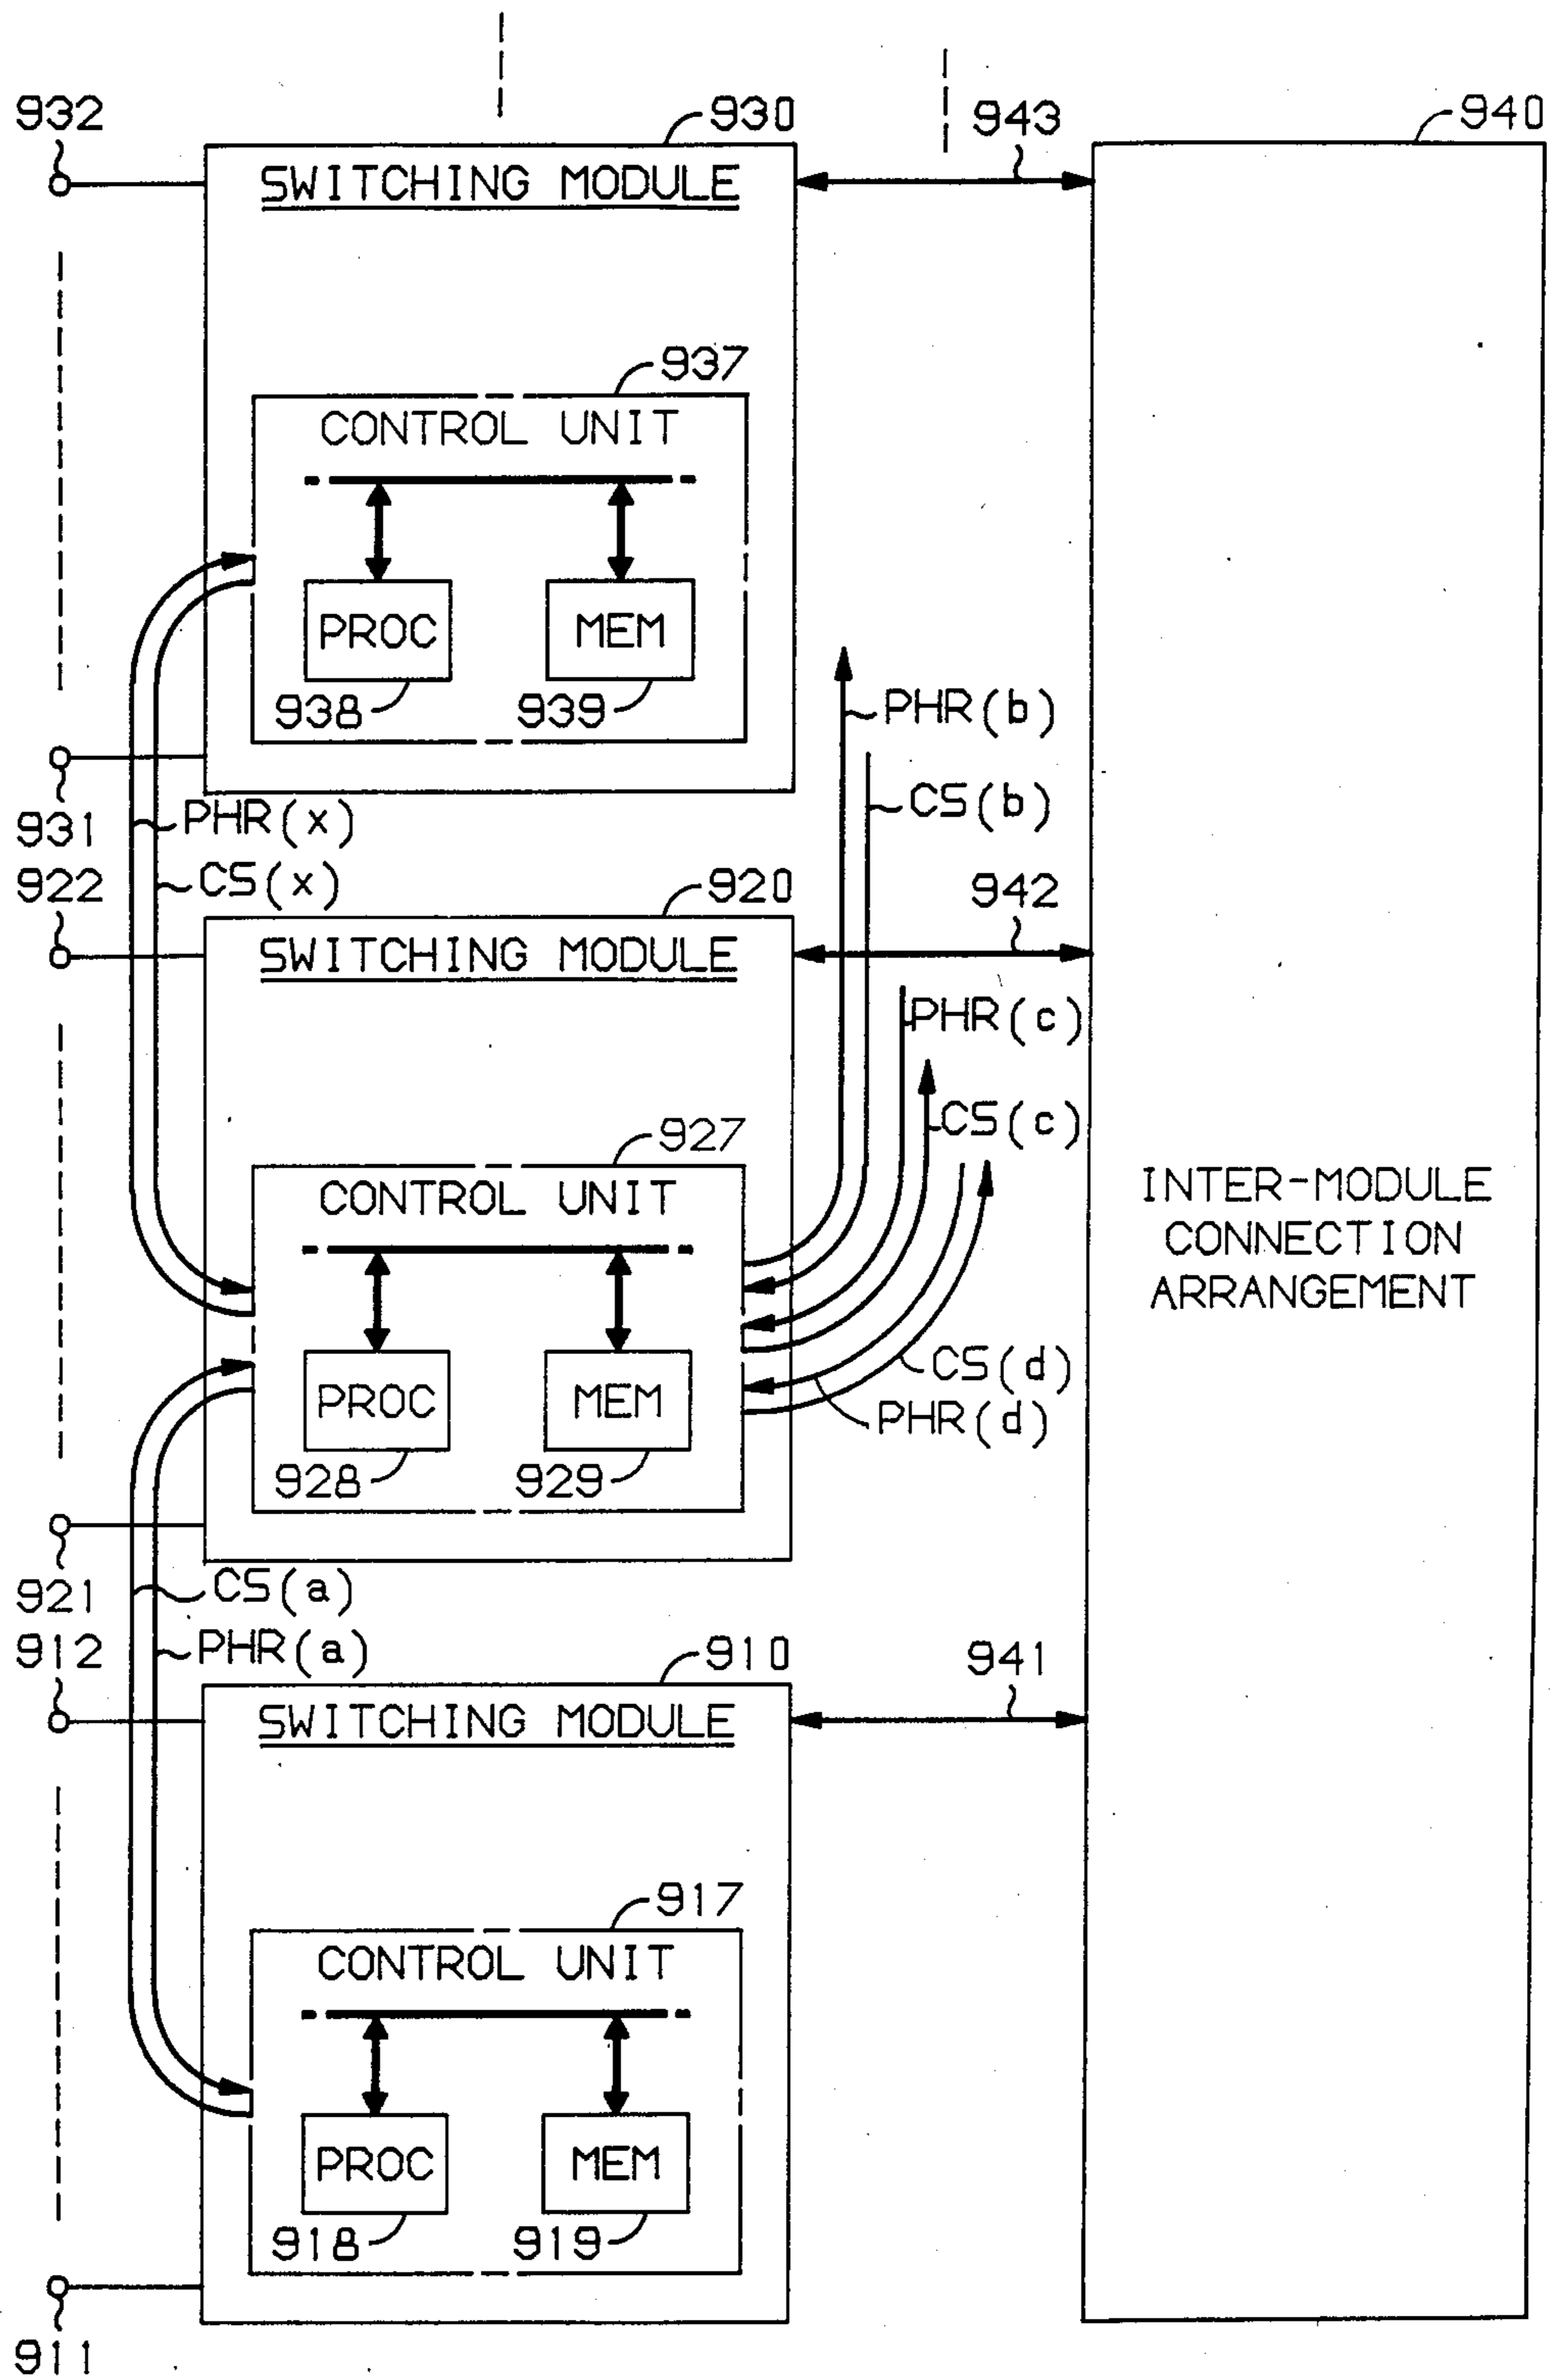 932
930
943
940
SWITCHING MODULE
937
CONTROL UNIT
PROC
MEM
938
939
PHR(b)
931
PHR(x)
CS(b)
922
CS(x)
920
942
SWITCHING MODULE
PHR(c)
927
CS(c)
CONTROL UNIT
INTER-MODULE
CONNECTION
ARRANGEMENT
PROC
MEM
CS(d)
PHR(d)
928
929
921
CS(a)
912
PHR(a)
910
941
SWITCHING MODULE
917
CONTROL UNIT
PROC
MEM
918
919
911